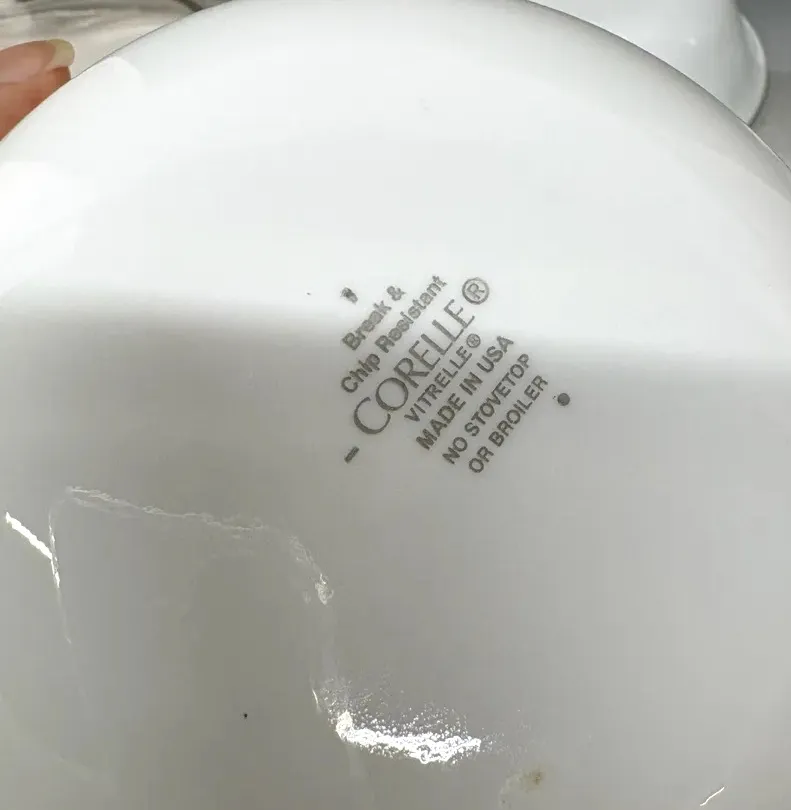 Break &
Chip Resistant
CORELLE®
VITRELLE®
MADE IN USA
NO STOVETOP
OR BROILER